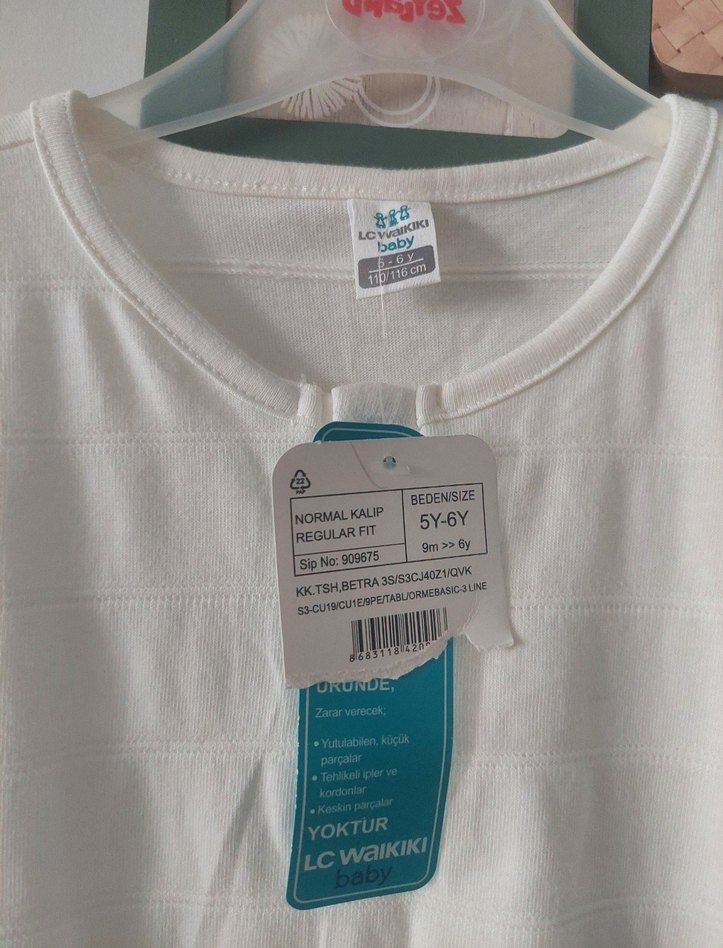 LC WAIKIKI
baby
5 - 6 y
110/116 cm
22
PAP
NORMAL KALIP
REGULAR FIT
BEDEN/SIZE
5Y-6Y
9m >> 6y
Sip No: 909675
KK.TSH,BETRA 3S/S3CJ40Z1/QVK
S3-CU19/CU1E/9PE/TABL/ORMEBASIC-3 LINE
8683118420
ÜRÜNDE;
Zarar verecek;
• Yutulabilen, küçük
parçalar
• Tehlikeli ipler ve
kordonlar
• Keskin parçalar
YOKTUR
LC WAIKIKI
baby